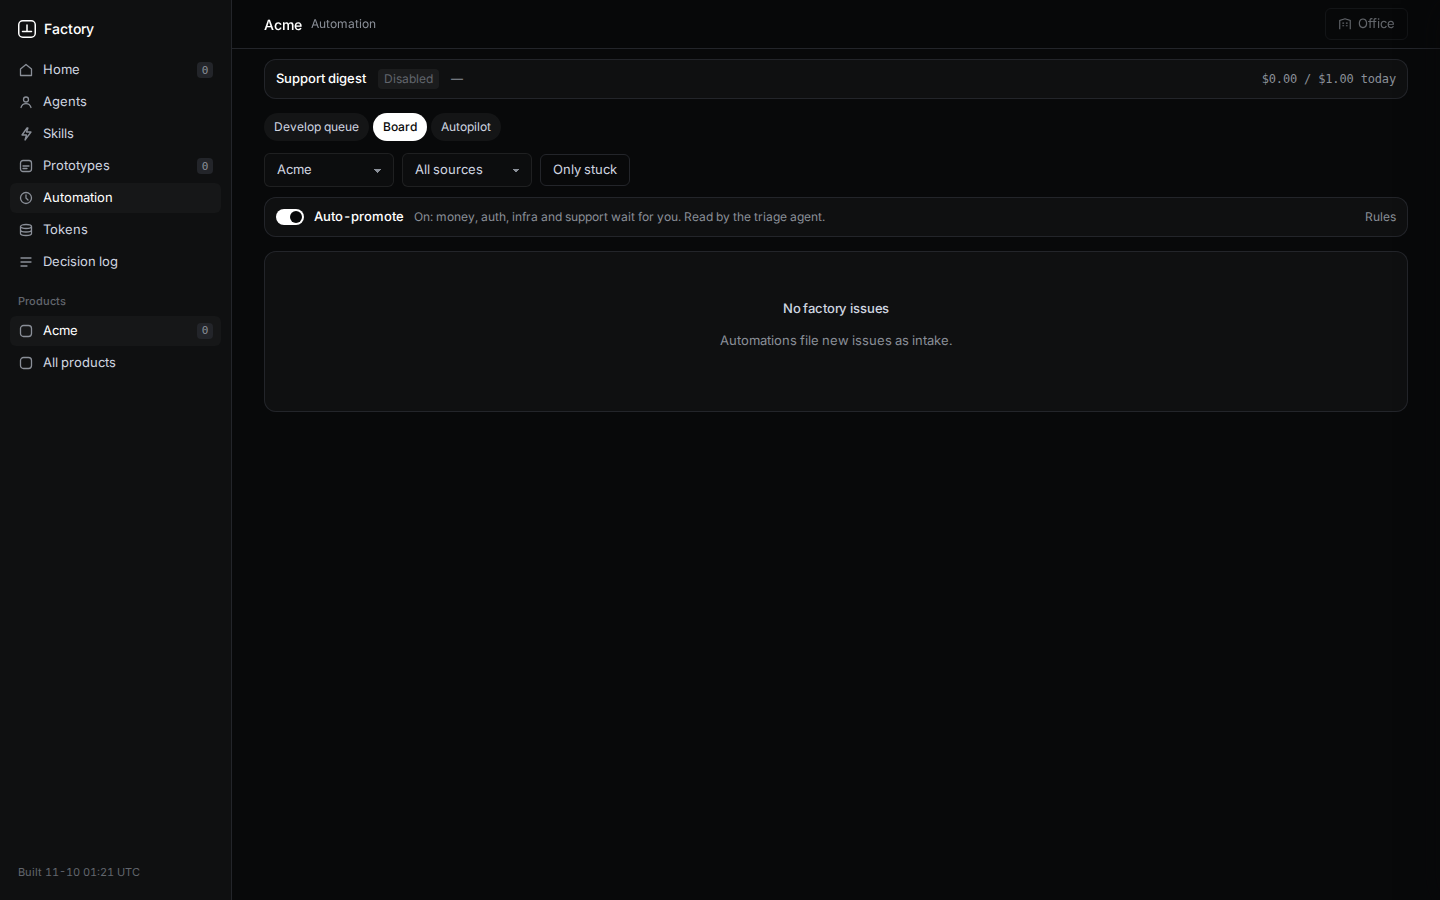 Factory
Home 0
Agents
Skills
Prototypes 0
Automation
Tokens
Decision log
Products
Acme 0
All products
Built 11-10 01:21 UTC
Acme Automation
Office
Support digest Disabled — $0.00 / $1.00 today
Develop queue Board Autopilot
Acme All sources Only stuck
Auto-promote On: money, auth, infra and support wait for you. Read by the triage agent. Rules
No factory issues
Automations file new issues as intake.